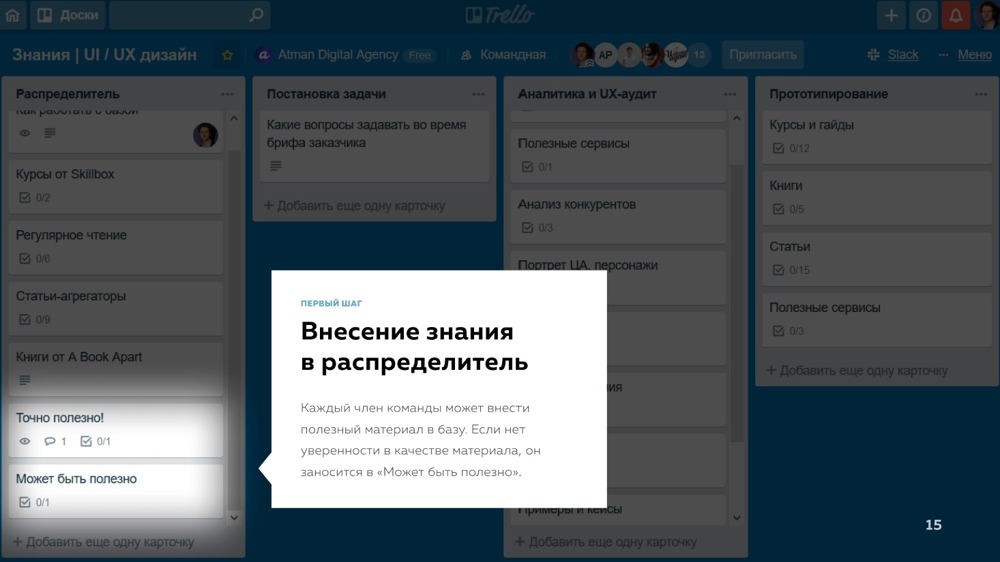 Доски
Trello
Знания | UI / UX дизайн
Atman Digital Agency Free
Командная
AP
13
Пригласить
Slack
Меню
Распределитель
Как работать с базой
Курсы от Skillbox
0/2
Регулярное чтение
0/6
Статьи-агрегаторы
0/9
Книги от A Book Apart
Точно полезно!
1 0/1
Может быть полезно
0/1
+ Добавить еще одну карточку
Постановка задачи
Какие вопросы задавать во время
брифа заказчика
+ Добавить еще одну карточку
Аналитика и UX-аудит
Полезные сервисы
0/1
Анализ конкурентов
0/3
Портрет ЦА, персонажи
Примеры и кейсы
+ Добавить еще одну карточку
Прототипирование
Курсы и гайды
0/12
Книги
0/5
Статьи
0/15
Полезные сервисы
0/3
+ Добавить еще одну карточку
ПЕРВЫЙ ШАГ
Внесение знания
в распределитель
Каждый член команды может внести
полезный материал в базу. Если нет
уверенности в качестве материала, он
заносится в «Может быть полезно».
15